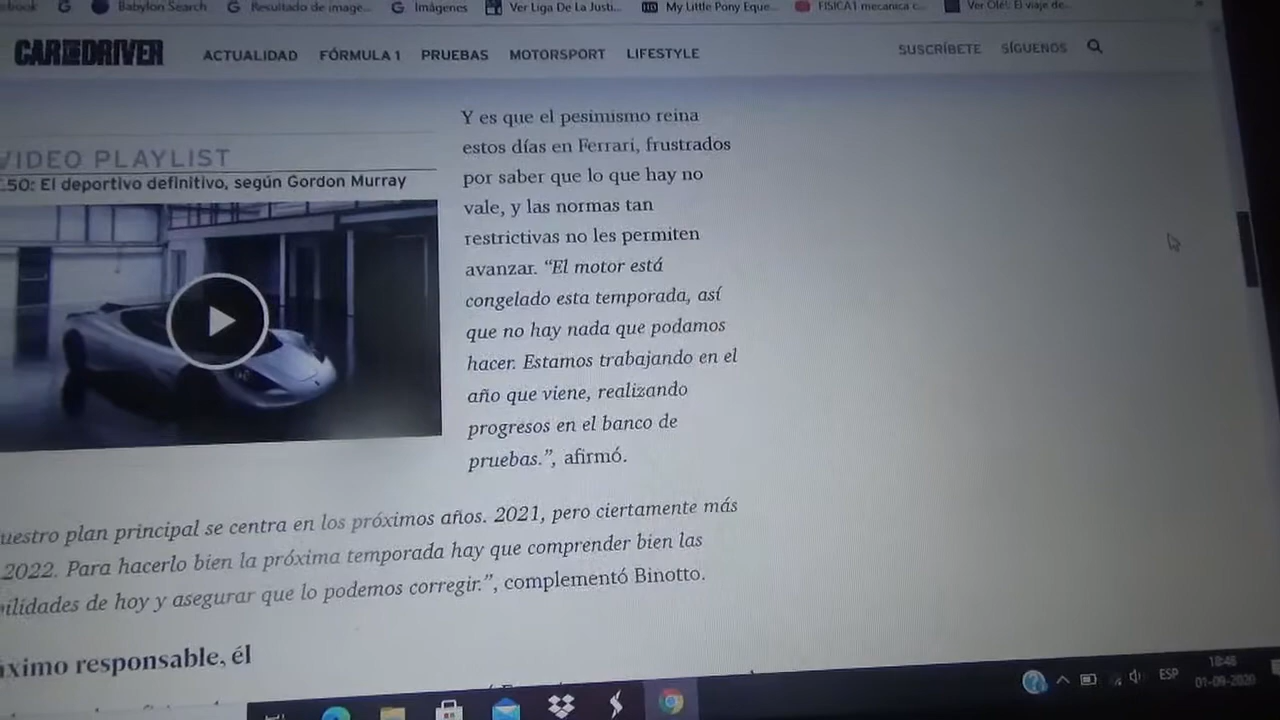 Babylon Search
Resultado de image...
Imágenes
Ver Liga De La Justi...
My Little Pony Eque...
FISICA1 mecanica c...
Ver Olé!: El viaje de...
CAR AND DRIVER
ACTUALIDAD
FÓRMULA 1
PRUEBAS
MOTORSPORT
LIFESTYLE
SUSCRÍBETE
SÍGUENOS
VIDEO PLAYLIST
.50: El deportivo definitivo, según Gordon Murray
Y es que el pesimismo reina
estos días en Ferrari, frustrados
por saber que lo que hay no
vale, y las normas tan
restrictivas no les permiten
avanzar. “El motor está
congelado esta temporada, así
que no hay nada que podamos
hacer. Estamos trabajando en el
año que viene, realizando
progresos en el banco de
pruebas.”, afirmó.
uestro plan principal se centra en los próximos años. 2021, pero ciertamente más
2022. Para hacerlo bien la próxima temporada hay que comprender bien las
ilidades de hoy y asegurar que lo podemos corregir.”, complementó Binotto.
áximo responsable, él
ESP
18:46
01-09-2020